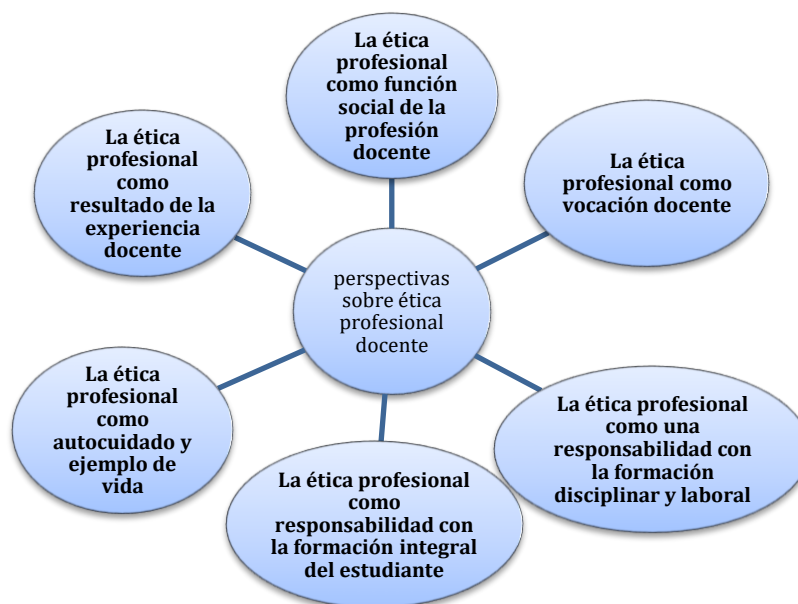 La ética
profesional
como función
social de la
profesión
docente
La ética
profesional como
vocación docente
La ética profesional
como una
responsabilidad con
la formación
disciplinar y laboral
La ética profesional
como
responsabilidad con
la formación integral
del estudiante
La ética
profesional
como
autocuidado y
ejemplo de
vida
La ética
profesional
como
resultado de la
experiencia
docente
perspectivas
sobre ética
profesional
docente